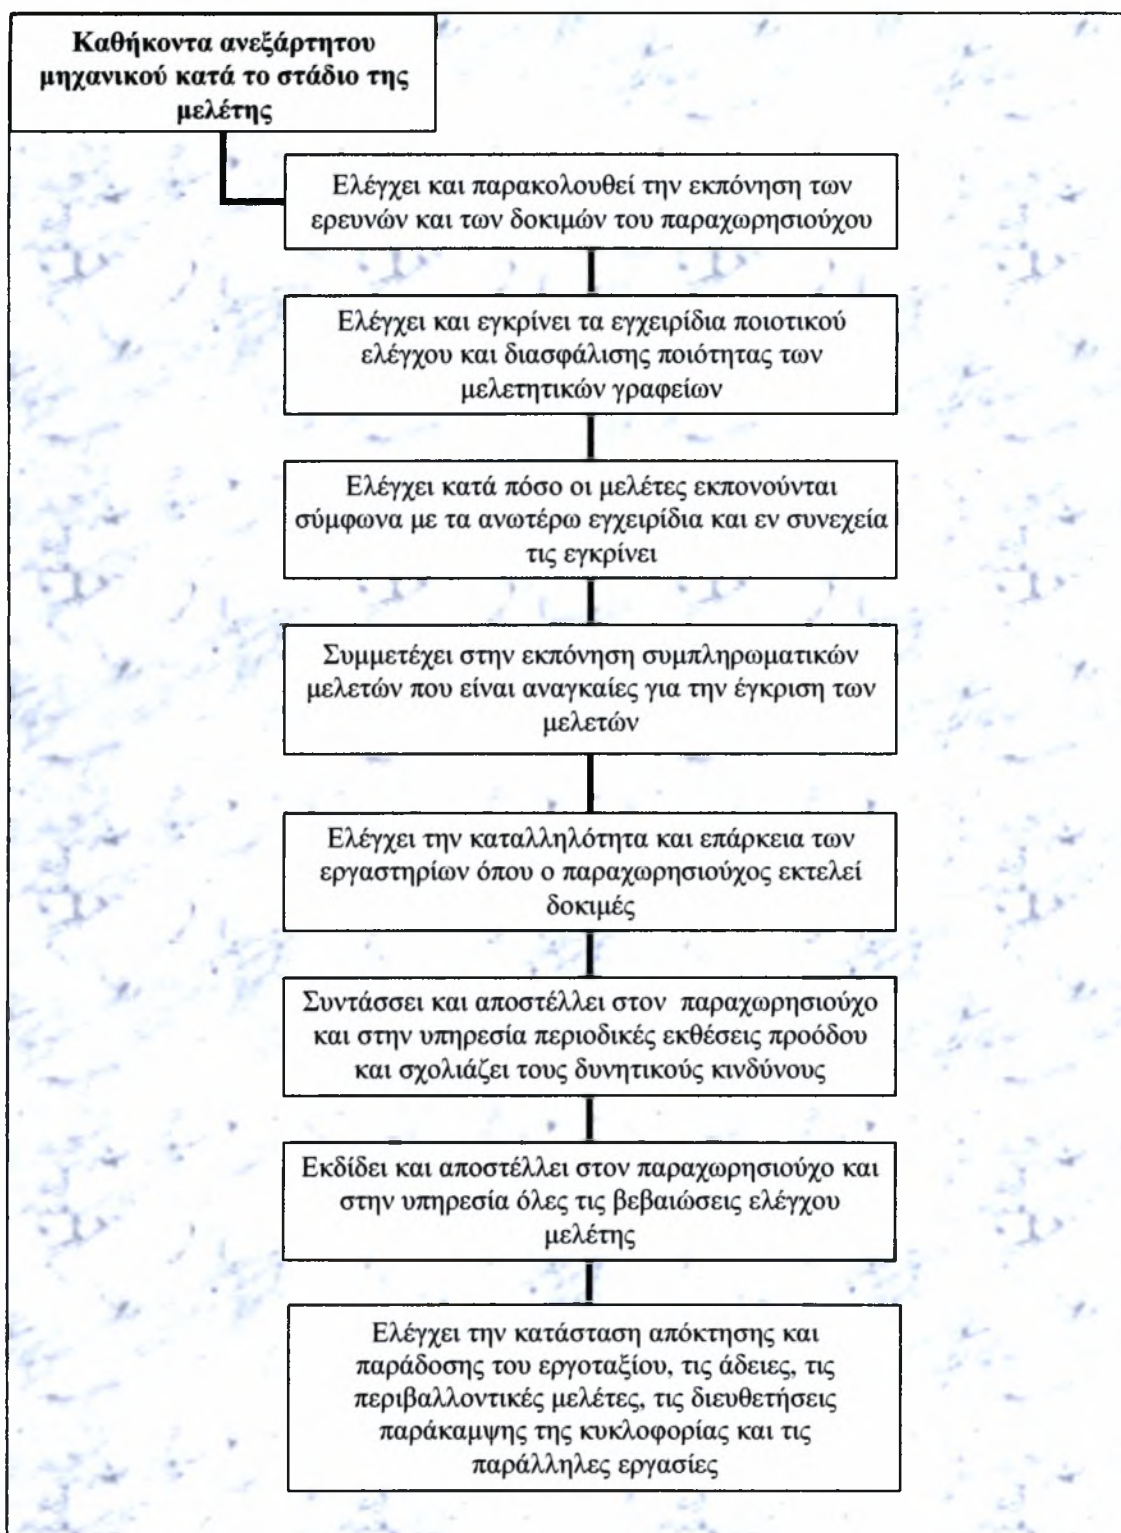 Καθήκοντα ανεξάρτητου
μηχανικού κατά το στάδιο της
μελέτης
Ελέγχει και παρακολουθεί την εκπόνηση των
ερευνών και των δοκιμών του παραχωρησιούχου
Ελέγχει και εγκρίνει τα εγχειρίδια ποιοτικού
ελέγχου και διασφάλισης ποιότητας των
μελετητικών γραφείων
Ελέγχει κατά πόσο οι μελέτες εκπονούνται
σύμφωνα με τα ανωτέρω εγχειρίδια και εν συνεχεία
τις εγκρίνει
Συμμετέχει στην εκπόνηση συμπληρωματικών
μελετών που είναι αναγκαίες για την έγκριση των
μελετών
Ελέγχει την καταλληλότητα και επάρκεια των
εργαστηρίων όπου ο παραχωρησιούχος εκτελεί
δοκιμές
Συντάσσει και αποστέλλει στον παραχωρησιούχο
και στην υπηρεσία περιοδικές εκθέσεις προόδου
και σχολιάζει τους δυνητικούς κινδύνους
Εκδίδει και αποστέλλει στον παραχωρησιούχο και
στην υπηρεσία όλες τις βεβαιώσεις ελέγχου
μελέτης
Ελέγχει την κατάσταση απόκτησης και
παράδοσης του εργοταξίου, τις άδειες, τις
περιβαλλοντικές μελέτες, τις διευθετήσεις
παράκαμψης της κυκλοφορίας και τις
παράλληλες εργασίες